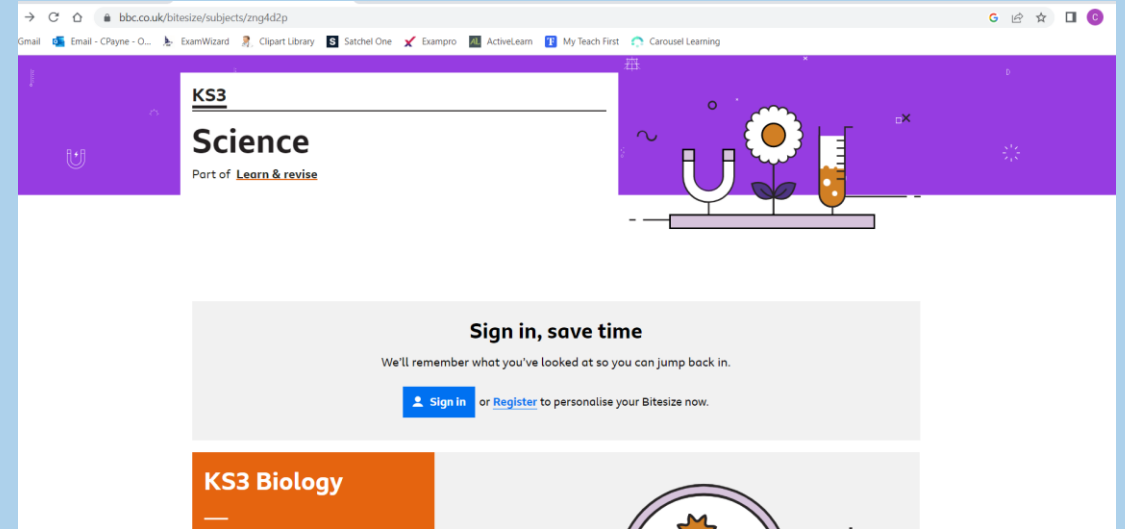 bbc.co.uk/bitesize/subjects/zng4d2p
Gmail Email - CPayne - O... ExamWizard Clipart Library S Satchel One Exampro AL ActiveLearn My Teach First Carousel Learning
KS3
Science
Part of Learn & revise
Sign in, save time
We'll remember what you've looked at so you can jump back in.
Sign in or Register to personalise your Bitesize now.
KS3 Biology